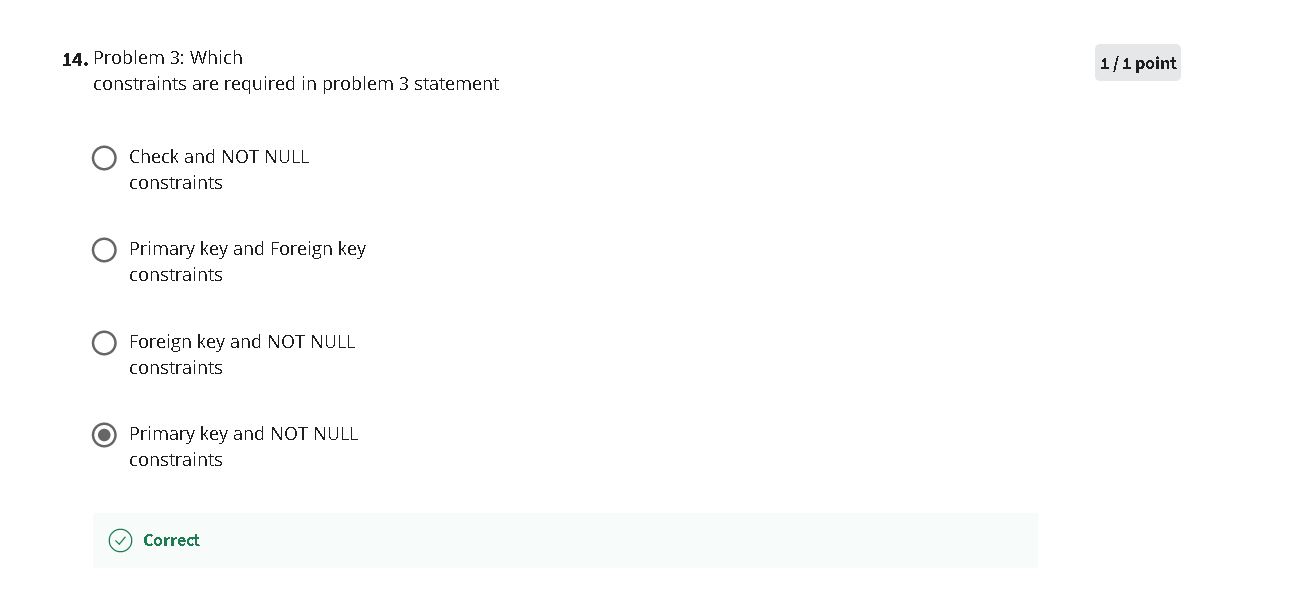 14. Problem 3: Which
constraints are required in problem 3 statement
1 / 1 point
Check and NOT NULL
constraints
Primary key and Foreign key
constraints
Foreign key and NOT NULL
constraints
Primary key and NOT NULL
constraints
Correct